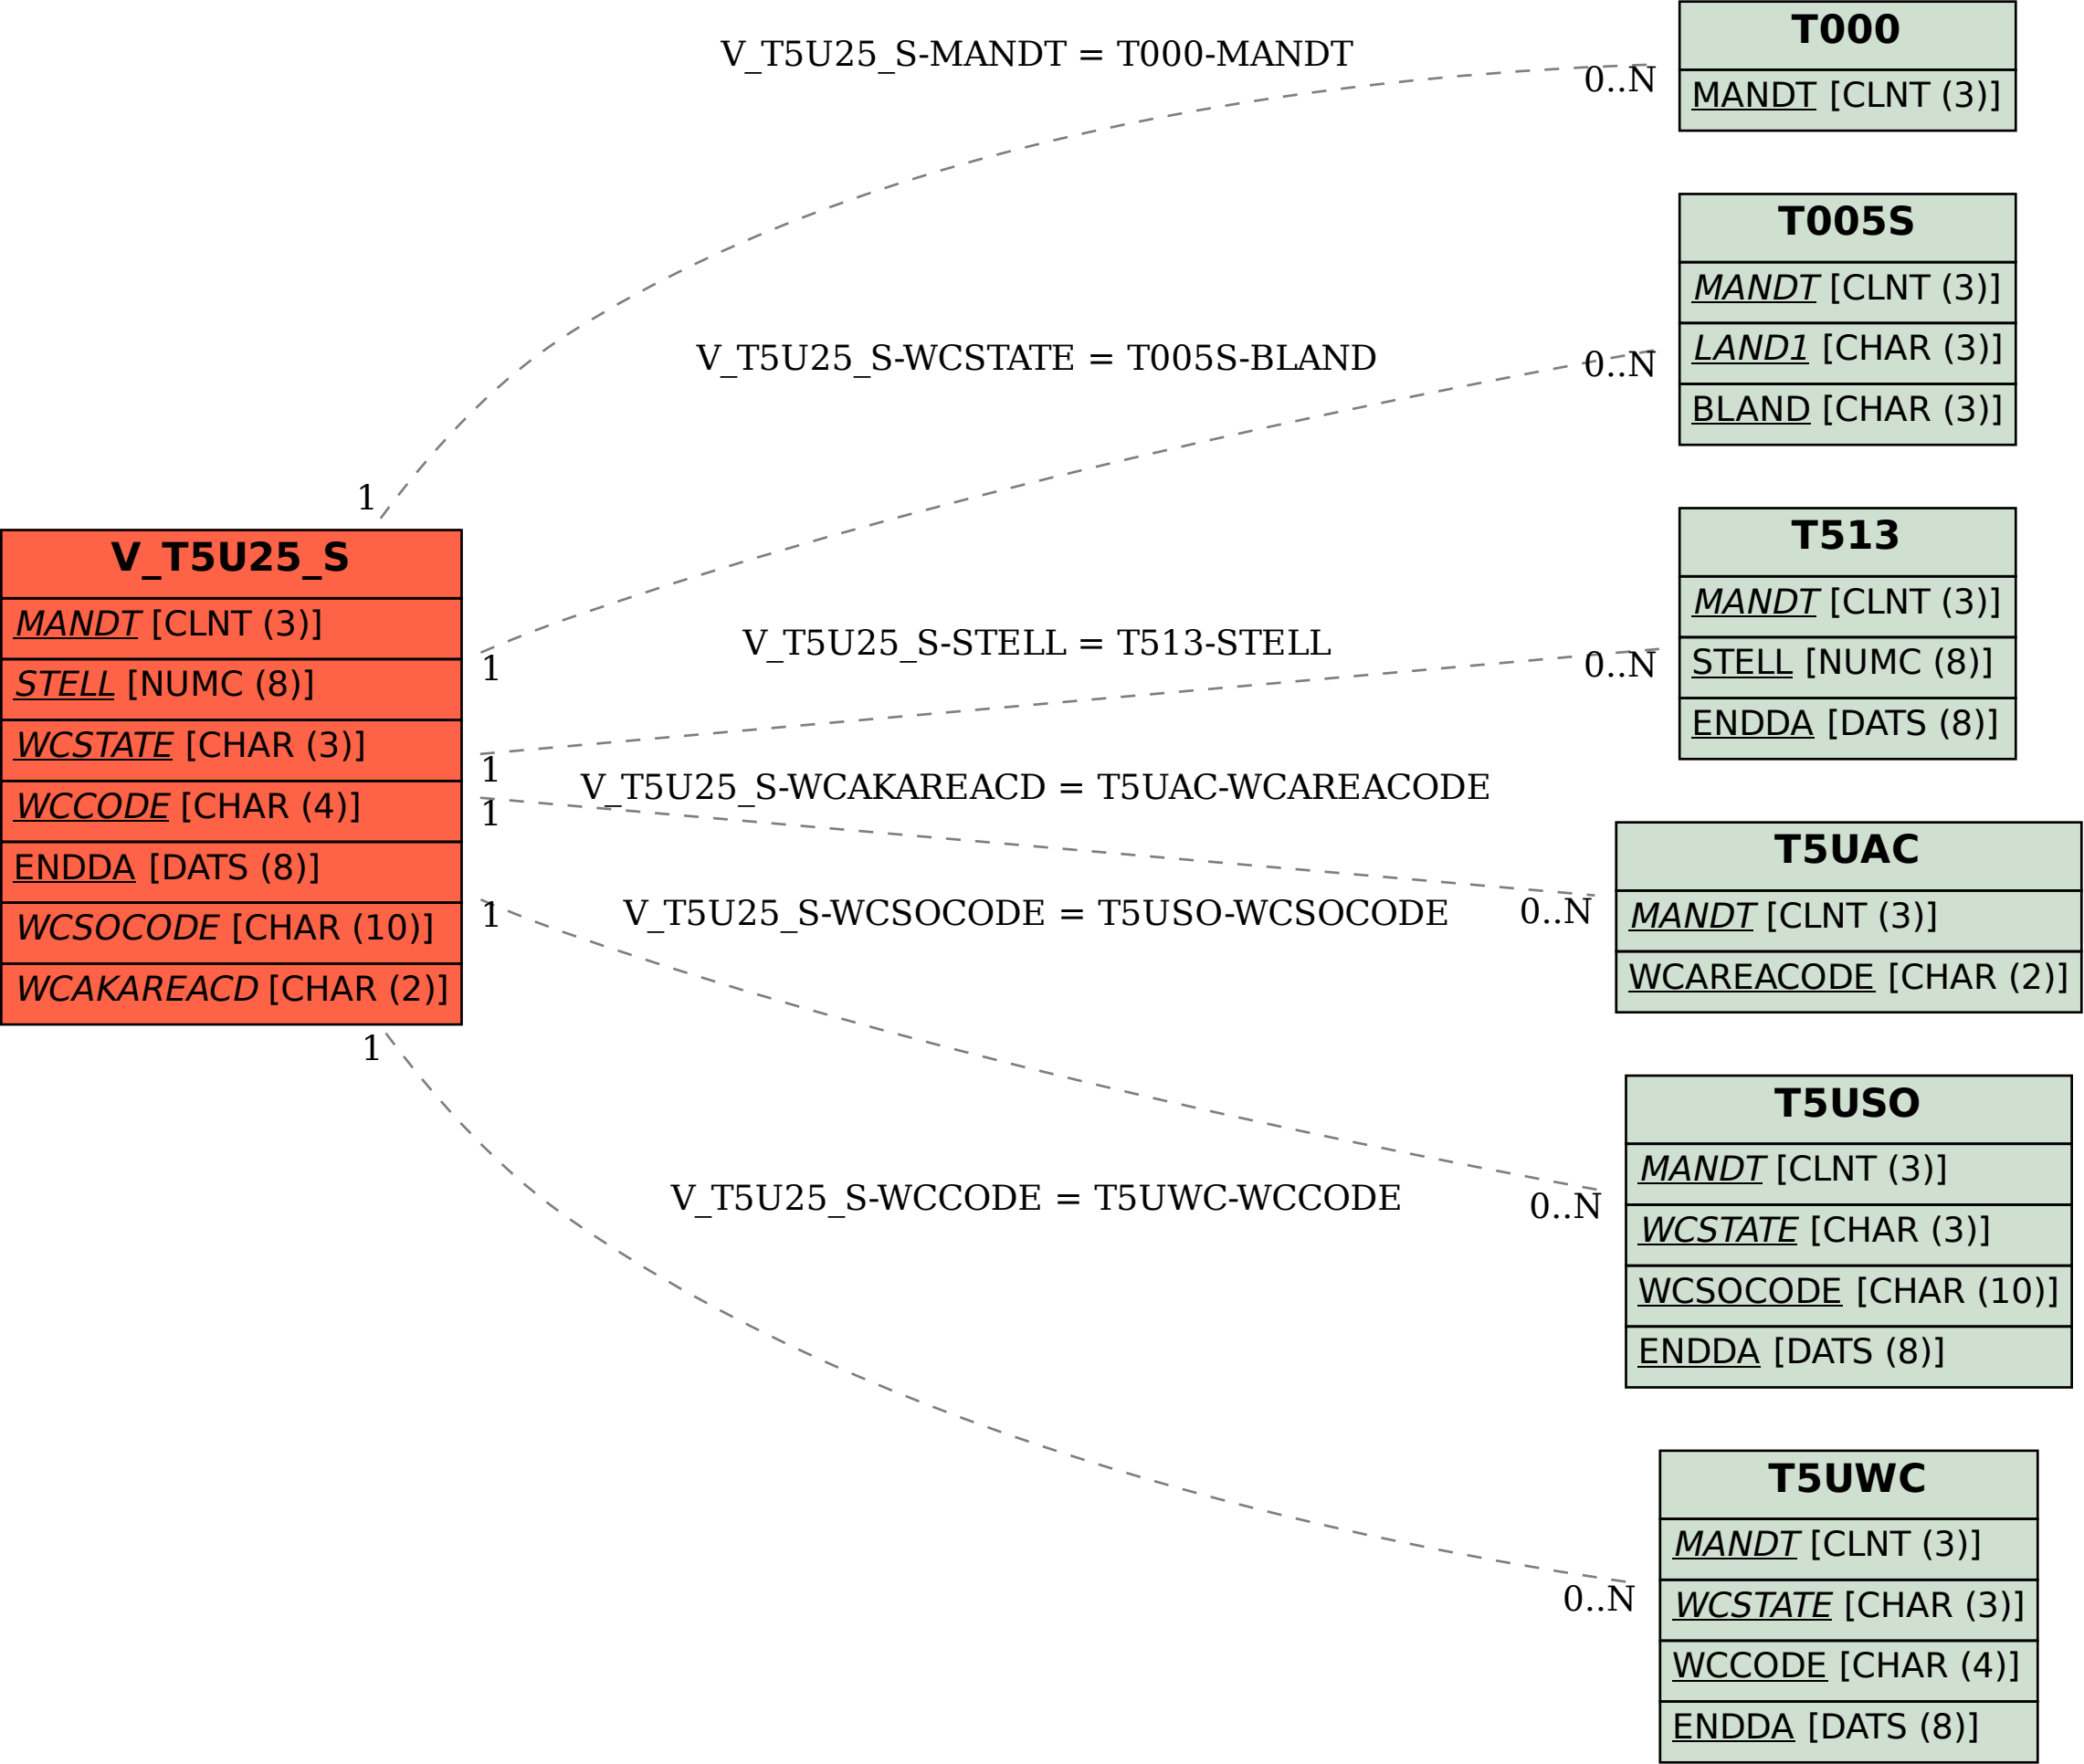 V_T5U25_S-MANDT = T000-MANDT
V_T5U25_S-WCSTATE = T005S-BLAND
V_T5U25_S-STELL = T513-STELL
V_T5U25_S-WCAKAREACD = T5UAC-WCAREACODE
V_T5U25_S-WCSOCODE = T5USO-WCSOCODE
V_T5U25_S-WCCODE = T5UWC-WCCODE
1
1
1
1
1
1
0..N
0..N
0..N
0..N
0..N
0..N
V_T5U25_S
MANDT [CLNT (3)]
STELL [NUMC (8)]
WCSTATE [CHAR (3)]
WCCODE [CHAR (4)]
ENDDA [DATS (8)]
WCSOCODE [CHAR (10)]
WCAKAREACD [CHAR (2)]
T000
MANDT [CLNT (3)]
T005S
MANDT [CLNT (3)]
LAND1 [CHAR (3)]
BLAND [CHAR (3)]
T513
MANDT [CLNT (3)]
STELL [NUMC (8)]
ENDDA [DATS (8)]
T5UAC
MANDT [CLNT (3)]
WCAREACODE [CHAR (2)]
T5USO
MANDT [CLNT (3)]
WCSTATE [CHAR (3)]
WCSOCODE [CHAR (10)]
ENDDA [DATS (8)]
T5UWC
MANDT [CLNT (3)]
WCSTATE [CHAR (3)]
WCCODE [CHAR (4)]
ENDDA [DATS (8)]